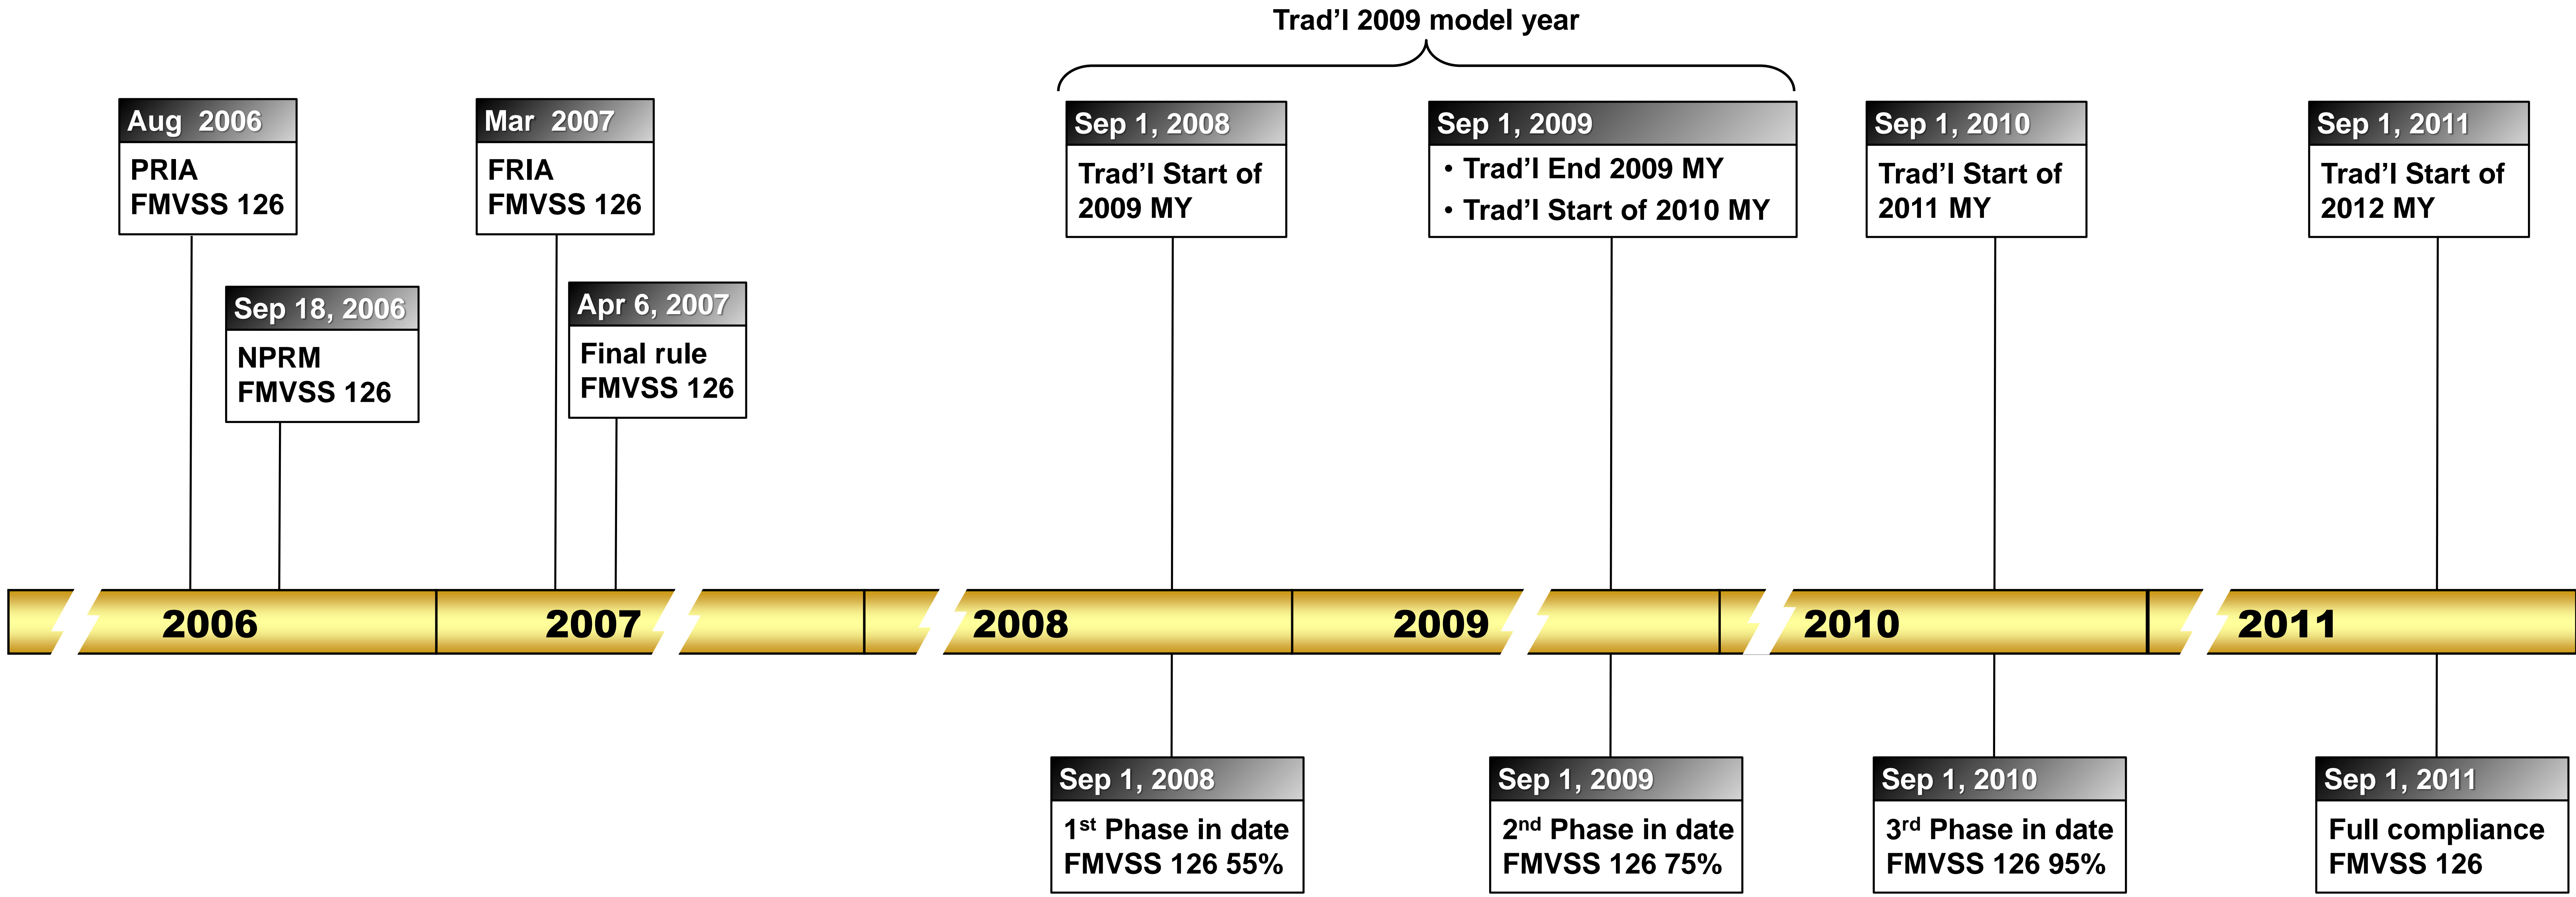 Trad’l 2009 model year
Aug  2006
PRIA
FMVSS 126
Sep 18, 2006
NPRM
FMVSS 126
Mar  2007
FRIA
FMVSS 126
Apr 6, 2007
Final rule
FMVSS 126
Sep 1, 2008
Trad’l Start of
2009 MY
Sep 1, 2009
• Trad’l End 2009 MY
• Trad’l Start of 2010 MY
Sep 1, 2010
Trad’l Start of
2011 MY
Sep 1, 2011
Trad’l Start of
2012 MY
2006
2007
2008
2009
2010
2011
Sep 1, 2008
1st Phase in date
FMVSS 126 55%
Sep 1, 2009
2nd Phase in date
FMVSS 126 75%
Sep 1, 2010
3rd Phase in date
FMVSS 126 95%
Sep 1, 2011
Full compliance
FMVSS 126